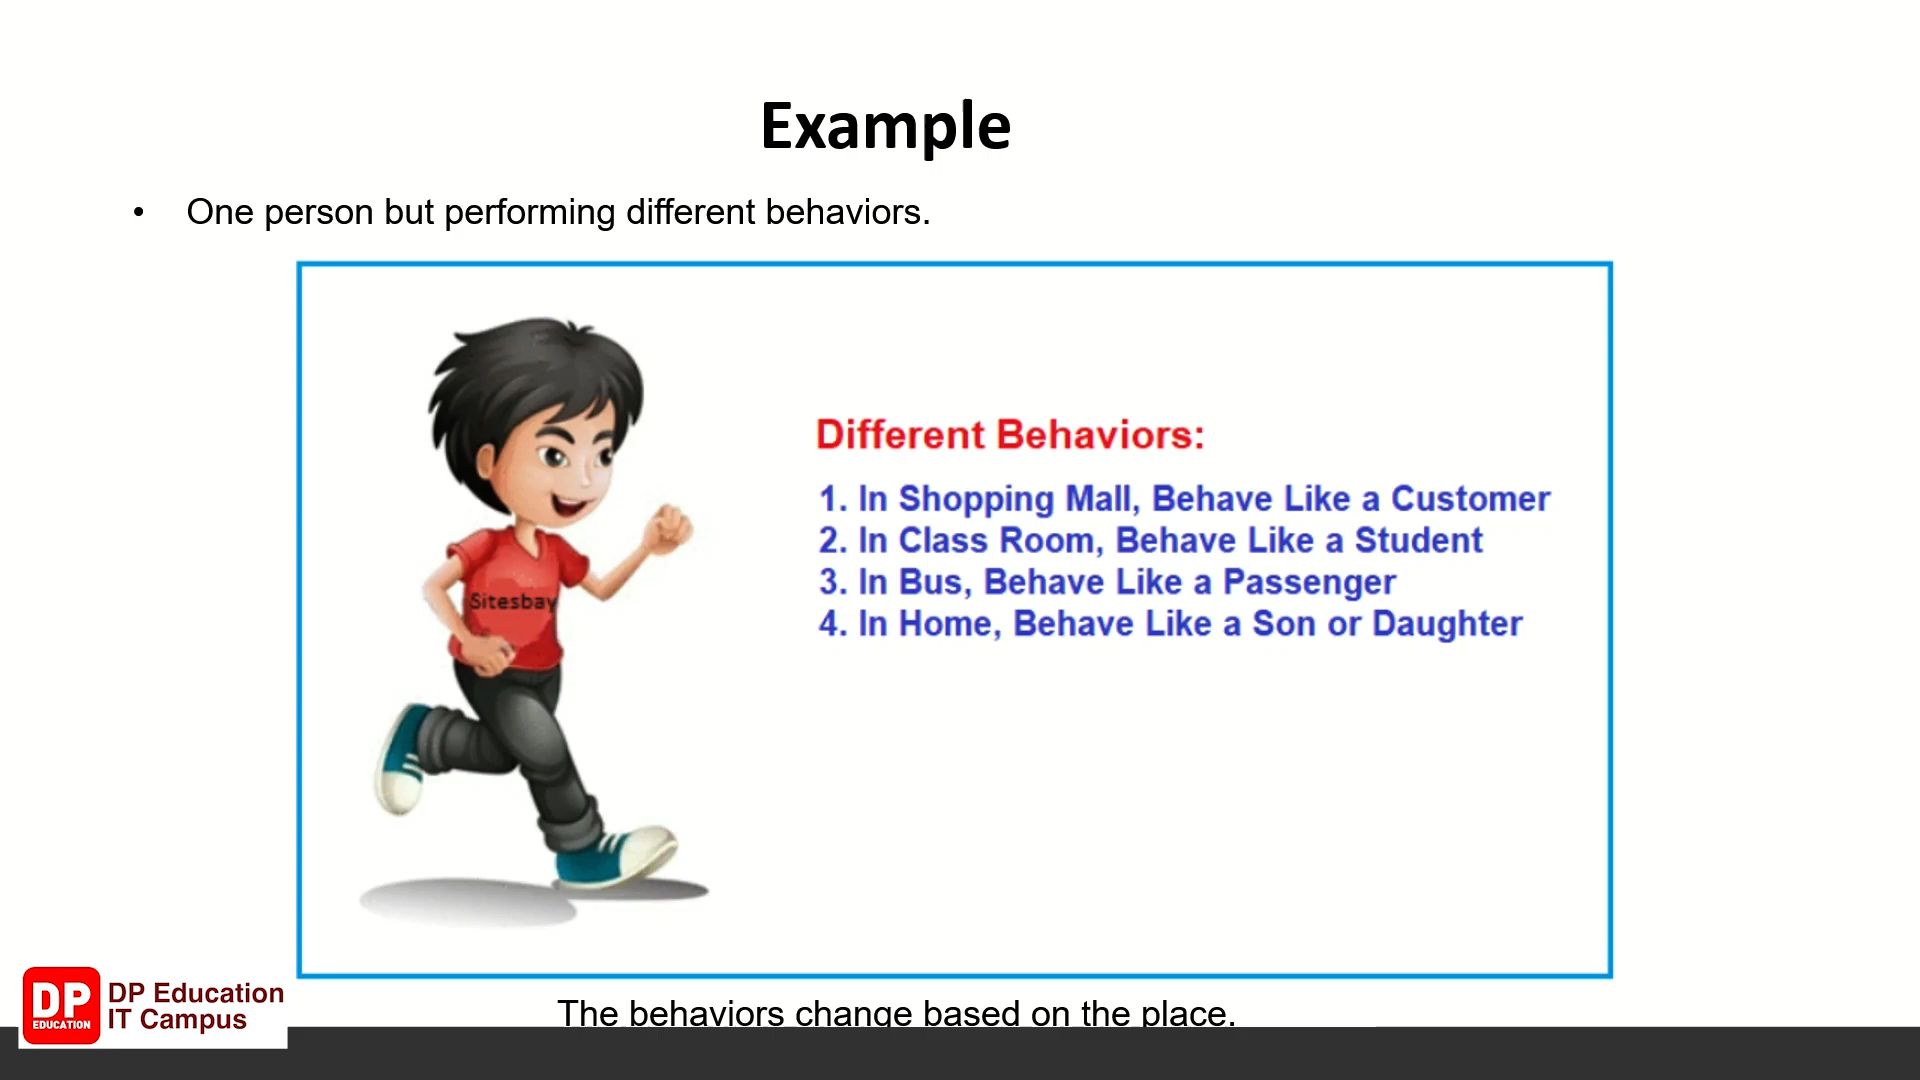 Example
• One person but performing different behaviors.
Different Behaviors:
1. In Shopping Mall, Behave Like a Customer
2. In Class Room, Behave Like a Student
3. In Bus, Behave Like a Passenger
4. In Home, Behave Like a Son or Daughter
Sitesbay
DP
EDUCATION
DP Education
IT Campus
The behaviors change based on the place.